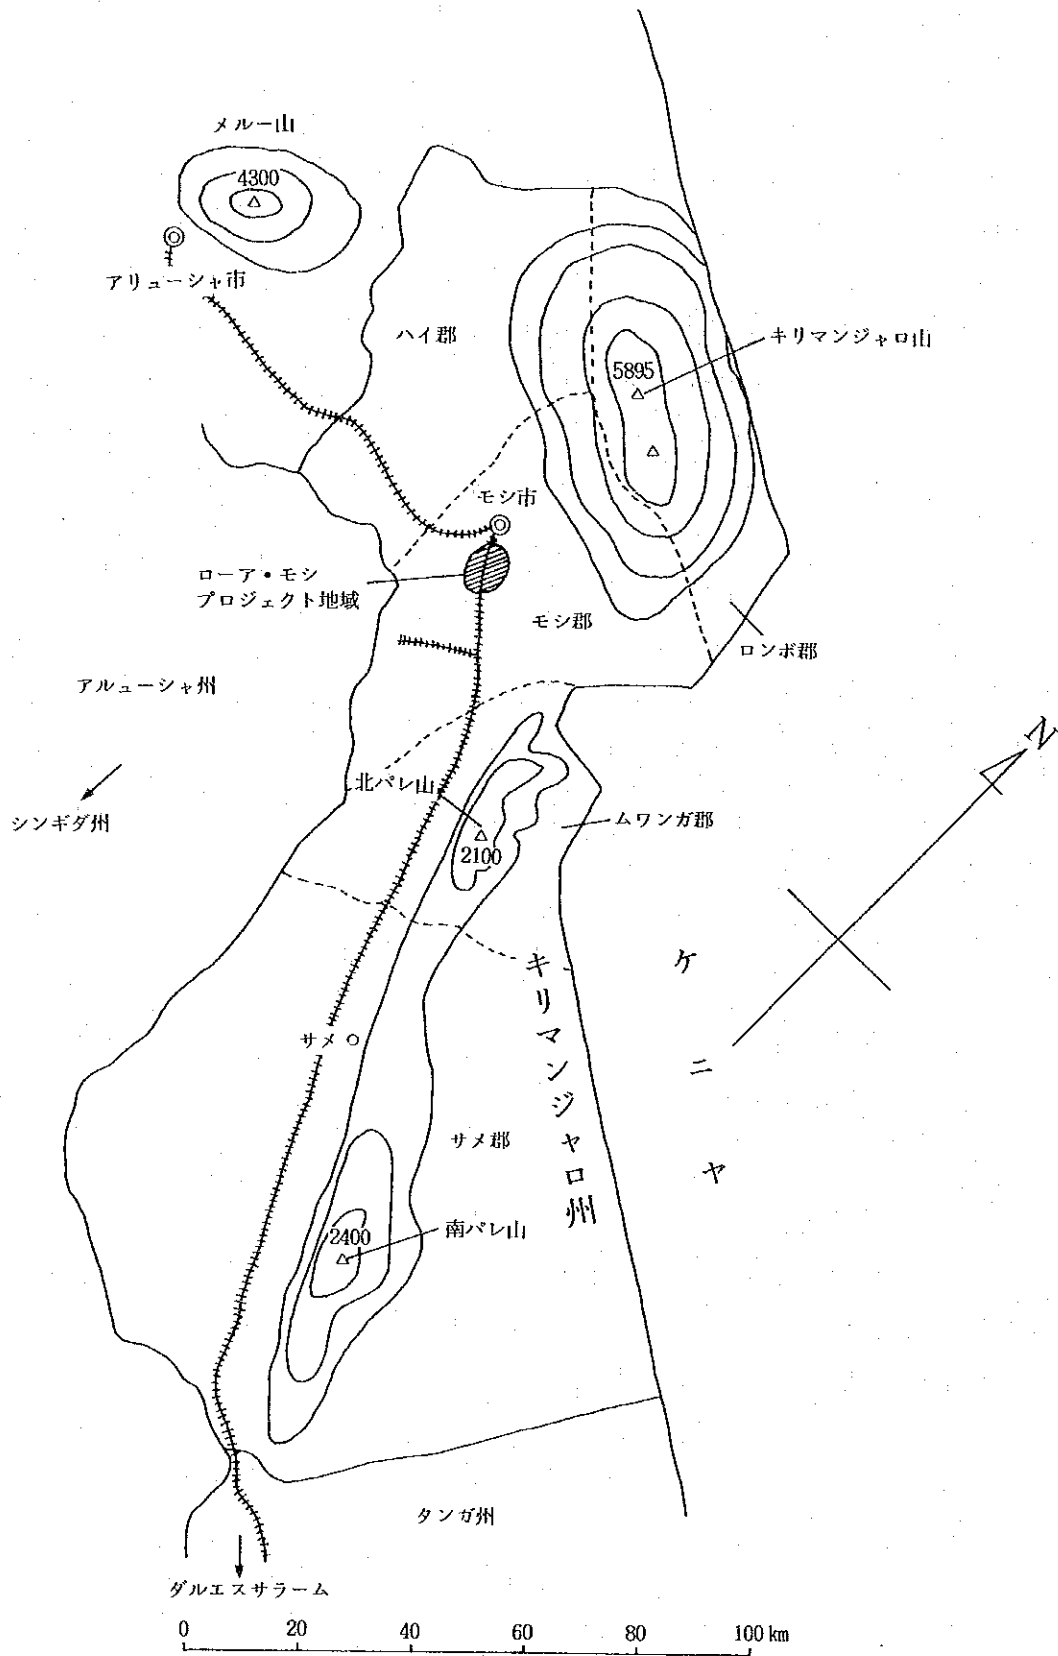 メルー山
4300
アリューシャ市
ハイ郡
キリマンジャロ山
5895
モシ市
ローア・モシ
プロジェクト地域
モシ郡
ロンボ郡
アルューシャ州
N
北パレ山
シンギダ州
ムワンガ郡
2100
ケニヤ
キリマンジャロ州
サメ
サメ郡
2400
南パレ山
タンガ州
ダルエスサラーム
0 20 40 60 80 100 km